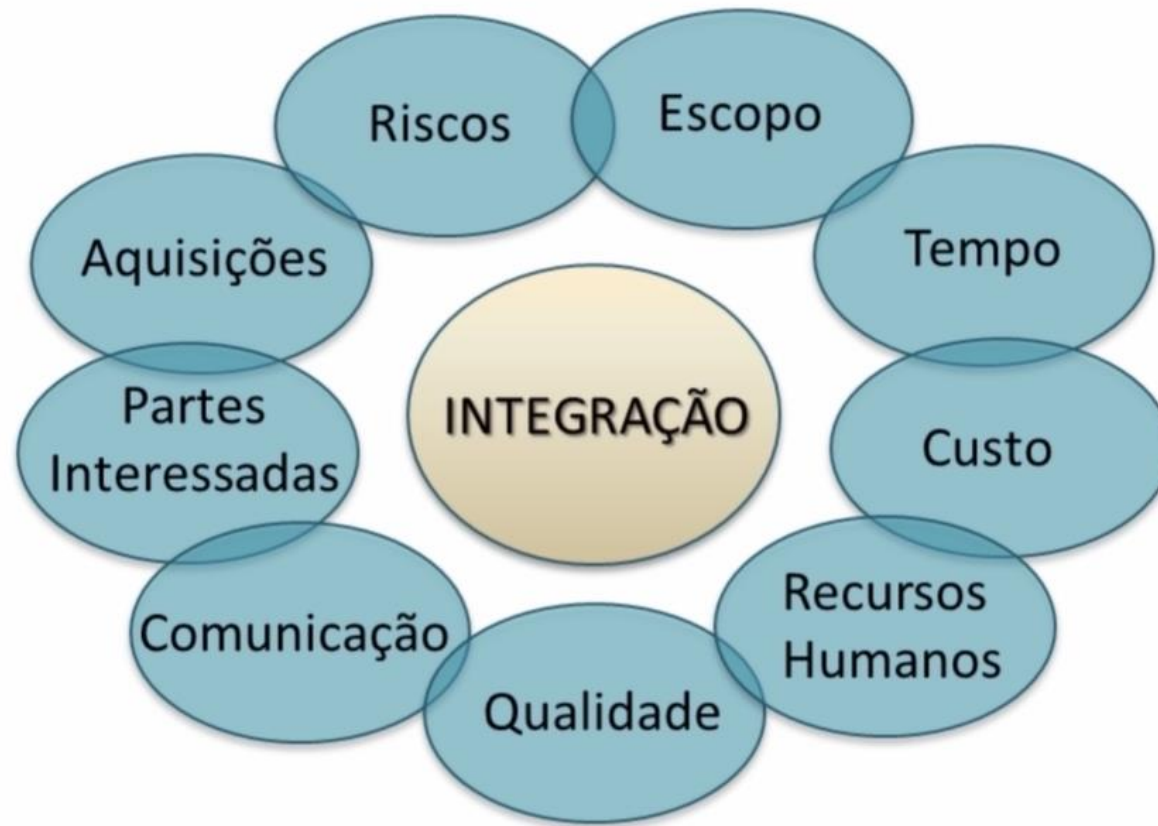 Riscos
Escopo
Aquisições
Tempo
Partes
Interessadas
INTEGRAÇÃO
Custo
Comunicação
Recursos
Humanos
Qualidade